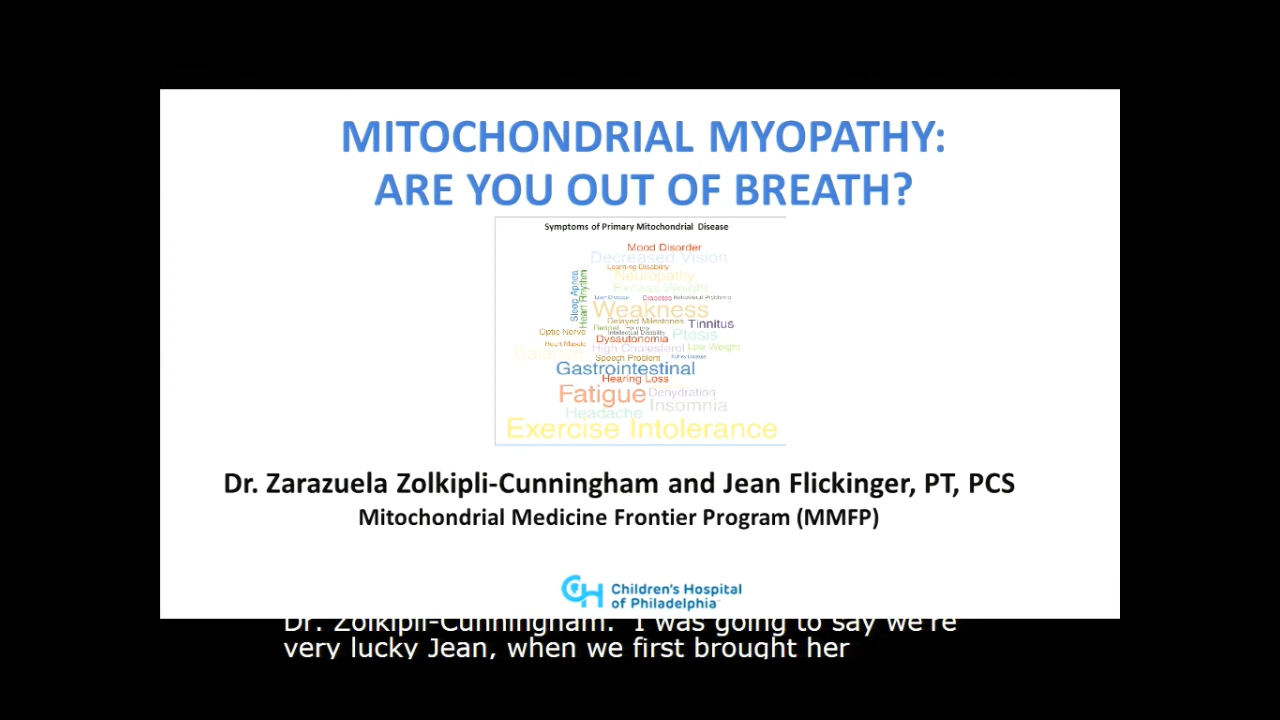 MITOCHONDRIAL MYOPATHY:
ARE YOU OUT OF BREATH?
Symptoms of Primary Mitochondrial Disease
Mood Disorder
Decreased Vision
Learning Disability
Neuropathy
Excess Weight
Sleep Apnea
Heart Rhythm
Liver Disease
Diabetes
Behavioral Problems
Weakness
Delayed Milestones
Tinnitus
Optic Nerve
Retinal
Intellectual Disability
Ptosis
Dysautonomia
Heart Muscle
High Cholesterol
Low Weight
Balance
Speech Problem
Kidney Disease
Gastrointestinal
Hearing Loss
Fatigue
Dehydration
Insomnia
Headache
Exercise Intolerance
Dr. Zarazuela Zolkipli-Cunningham and Jean Flickinger, PT, PCS
Mitochondrial Medicine Frontier Program (MMFP)
CH Children's Hospital
of Philadelphia
Dr. Zolkipli-Cunningham. I was going to say we're
very lucky Jean, when we first brought her